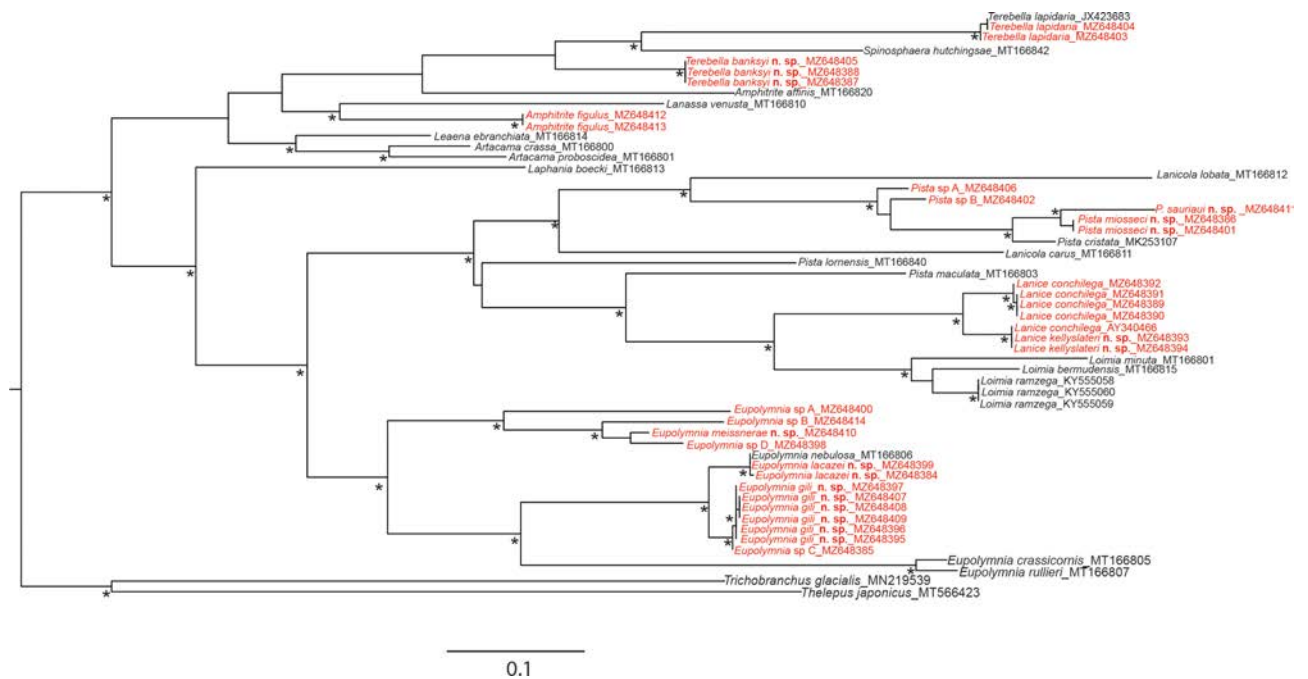 Terebella lapidaria_JX423683
Terebella lapidaria_MZ648404
Terebella lapidaria_MZ648403
Spinosphaera hutchingsae_MT166842
Terebella banksyi n. sp._MZ648405
Terebella banksyi n. sp._MZ648388
Terebella banksyi n. sp._MZ648387
Amphitrite affinis_MT166820
Lanassa venusta_MT166810
Amphitrite figulus_MZ648412
Amphitrite figulus_MZ648413
Leaena ebranchiata_MT166814
Artacama crassa_MT166800
Artacama proboscidea_MT166801
Laphania boecki_MT166813
Lanicola lobata_MT166812
Pista sp A_MZ648406
Pista sp B_MZ648402
P. sauriaui n. sp._MZ64841
Pista miosseci n. sp._MZ648386
Pista miosseci n. sp._MZ648401
Pista cristata_MK253107
Lanicola carus_MT166811
Pista lornensis_MT166840
Pista maculata_MT166803
Lanice conchilega_MZ648392
Lanice conchilega_MZ648391
Lanice conchilega_MZ648389
Lanice conchilega_MZ648390
Lanice conchilega_AY340466
Lanice kellyslateri n. sp._MZ648393
Lanice kellyslateri n. sp._MZ648394
Loimia minuta_MT166801
Loimia bermudensis_MT166815
Loimia ramzega_KY555058
Loimia ramzega_KY555060
Loimia ramzega_KY555059
Eupolymnia sp A_MZ648400
Eupolymnia sp B_MZ648414
Eupolymnia meissnerae n. sp._MZ648410
Eupolymnia sp D_MZ648398
Eupolymnia nebulosa_MT166806
Eupolymnia lacazei n. sp._MZ648399
Eupolymnia lacazei n. sp._MZ648384
Eupolymnia gili_n. sp._MZ648397
Eupolymnia gili_n. sp._MZ648407
Eupolymnia gili_n. sp._MZ648408
Eupolymnia gili_n. sp._MZ648409
Eupolymnia gili_n. sp._MZ648396
Eupolymnia gili_n. sp._MZ648395
Eupolymnia sp C_MZ648385
Eupolymnia crassicornis_MT166805
Eupolymnia rullieri_MT166807
Trichobranchus glacialis_MN219539
Thelepus japonicus_MT566423
0.1